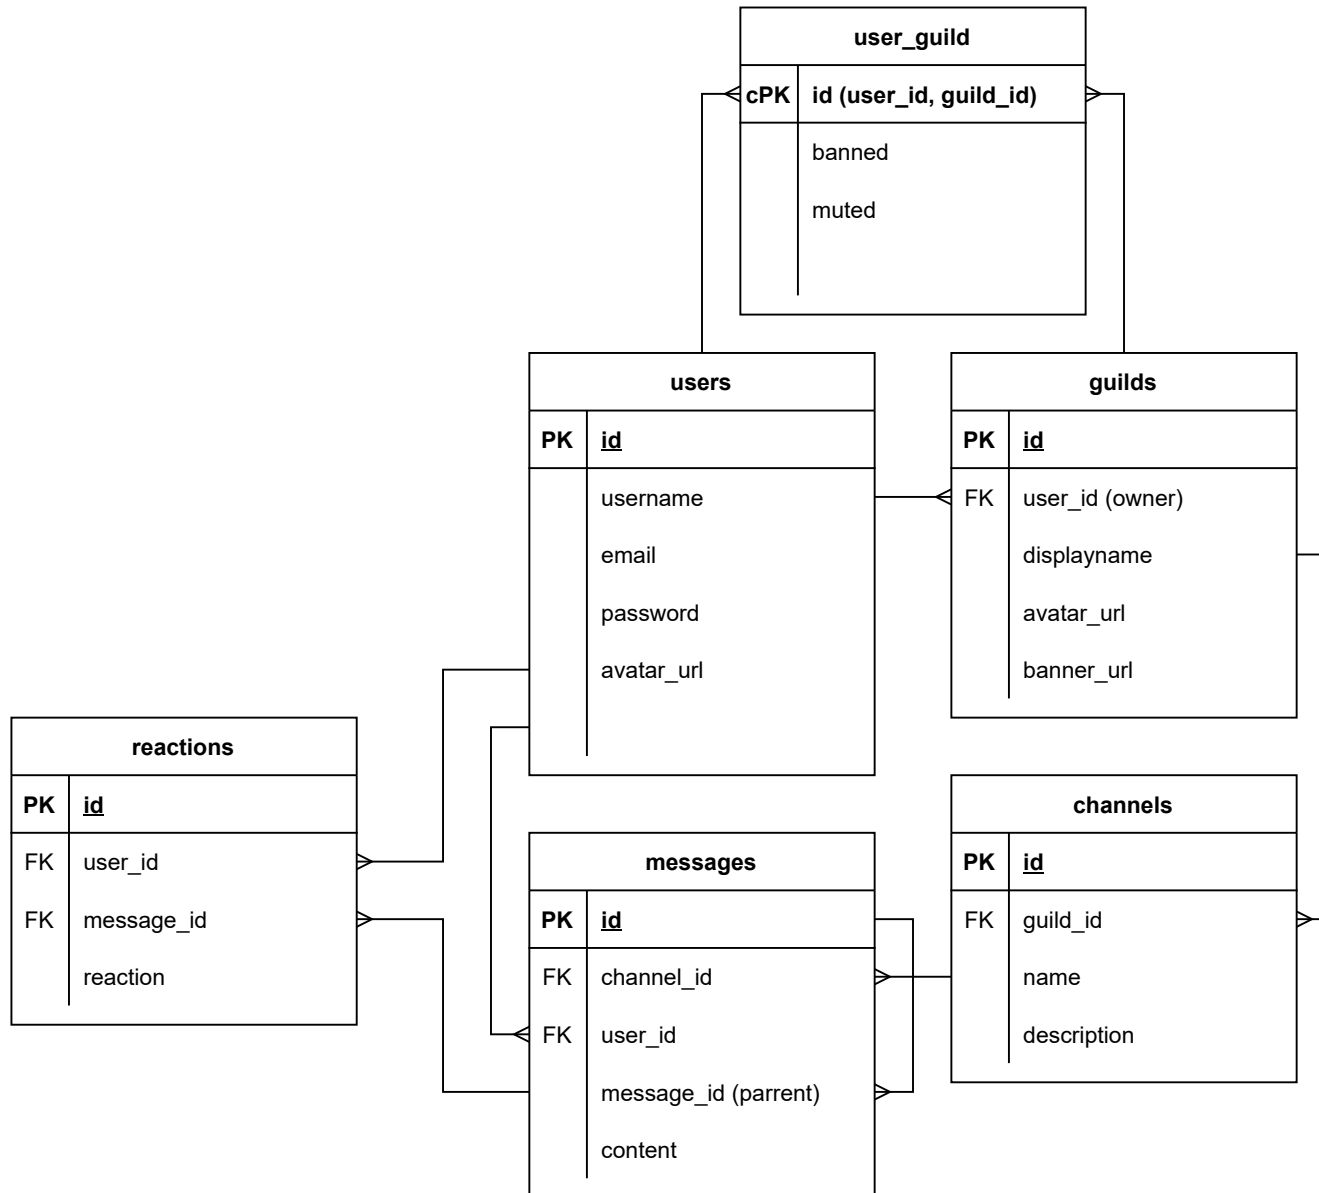 user_guild
cPK id (user_id, guild_id)
banned
muted
users
PK id
username
email
password
avatar_url
guilds
PK id
FK user_id (owner)
displayname
avatar_url
banner_url
reactions
PK id
FK user_id
FK message_id
reaction
messages
PK id
FK channel_id
FK user_id
message_id (parrent)
content
channels
PK id
FK guild_id
name
description